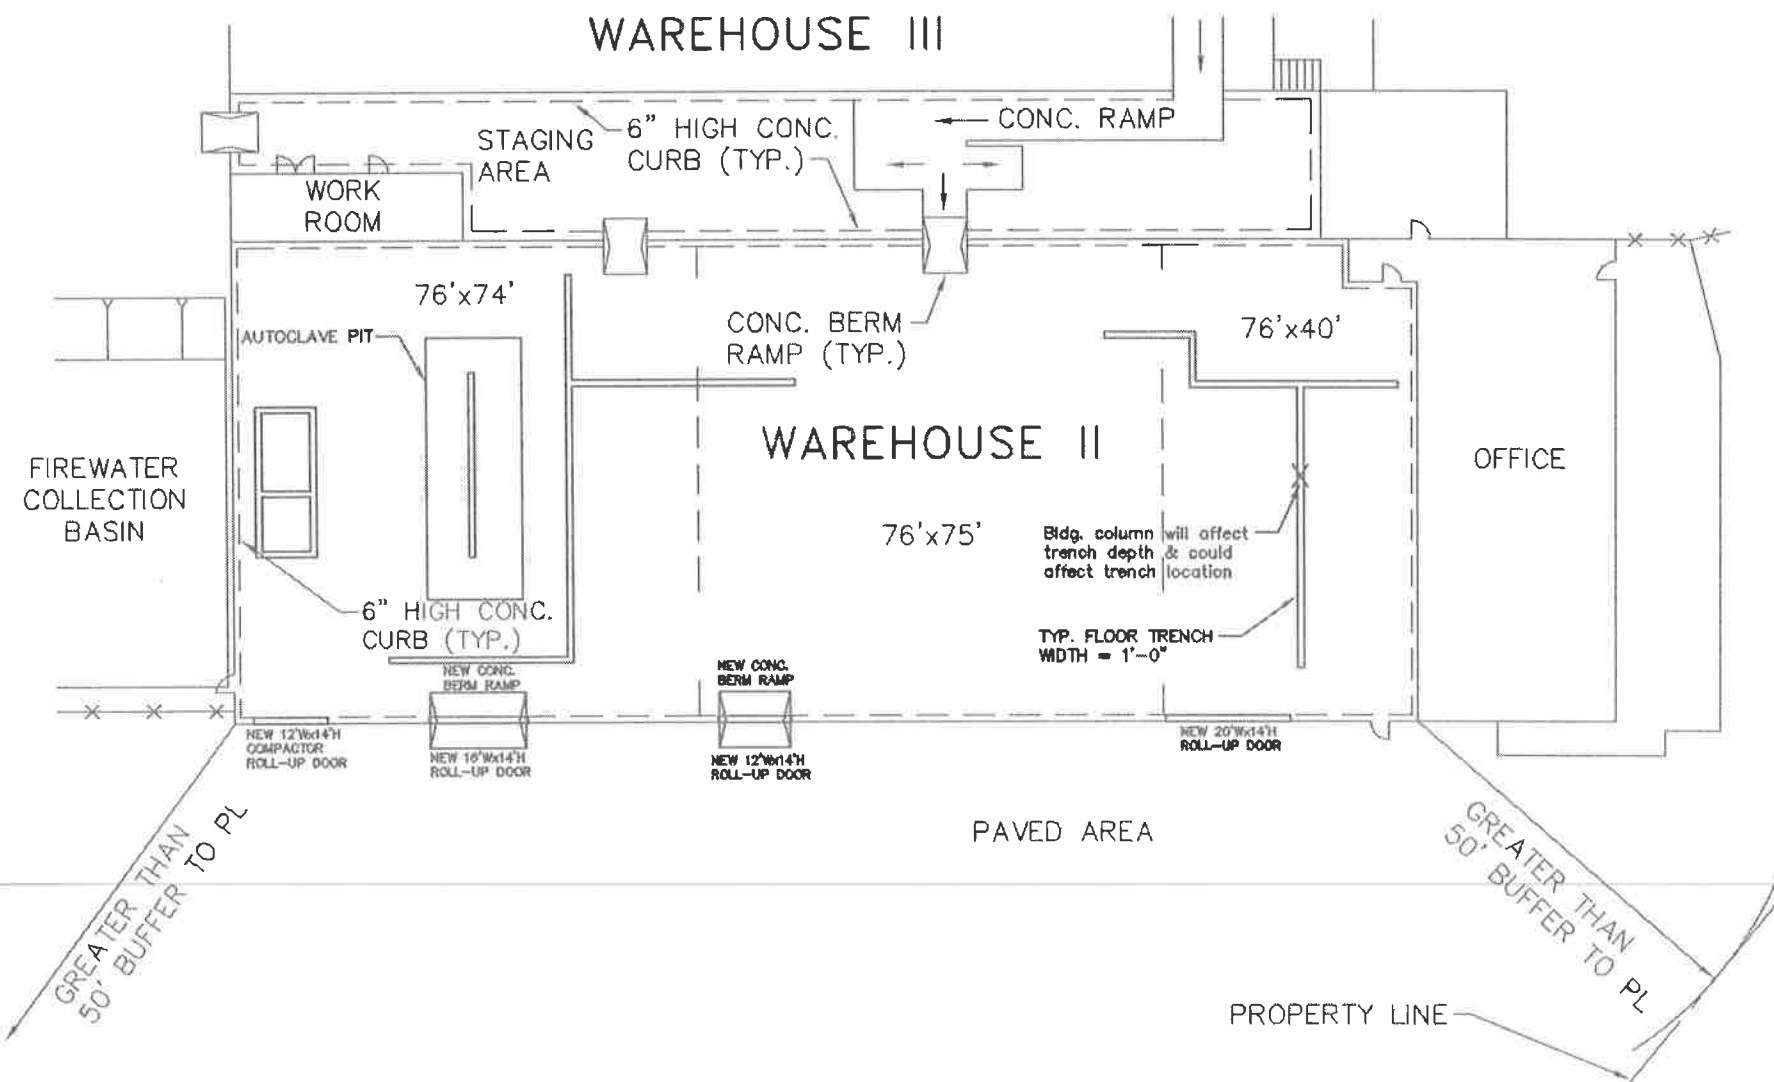 WAREHOUSE III
CONC. RAMP
6" HIGH CONC.
CURB (TYP.)
STAGING
AREA
WORK
ROOM
76'x74'
AUTOCLAVE PIT
CONC. BERM
RAMP (TYP.)
76'x40'
WAREHOUSE II
OFFICE
FIREWATER
COLLECTION
BASIN
76'x75'
Bldg. column will affect
trench depth & could
affect trench location
6" HIGH CONC.
CURB (TYP.)
TYP. FLOOR TRENCH
WIDTH = 1'-0"
NEW CONC.
BERM RAMP
NEW CONC.
BERM RAMP
NEW 12'Wx14'H
COMPACTOR
ROLL-UP DOOR
NEW 16'Wx14'H
ROLL-UP DOOR
NEW 12'Wx14'H
ROLL-UP DOOR
NEW 20'Wx14'H
ROLL-UP DOOR
PAVED AREA
GREATER THAN
50' BUFFER TO PL
GREATER THAN
50' BUFFER TO PL
PROPERTY LINE